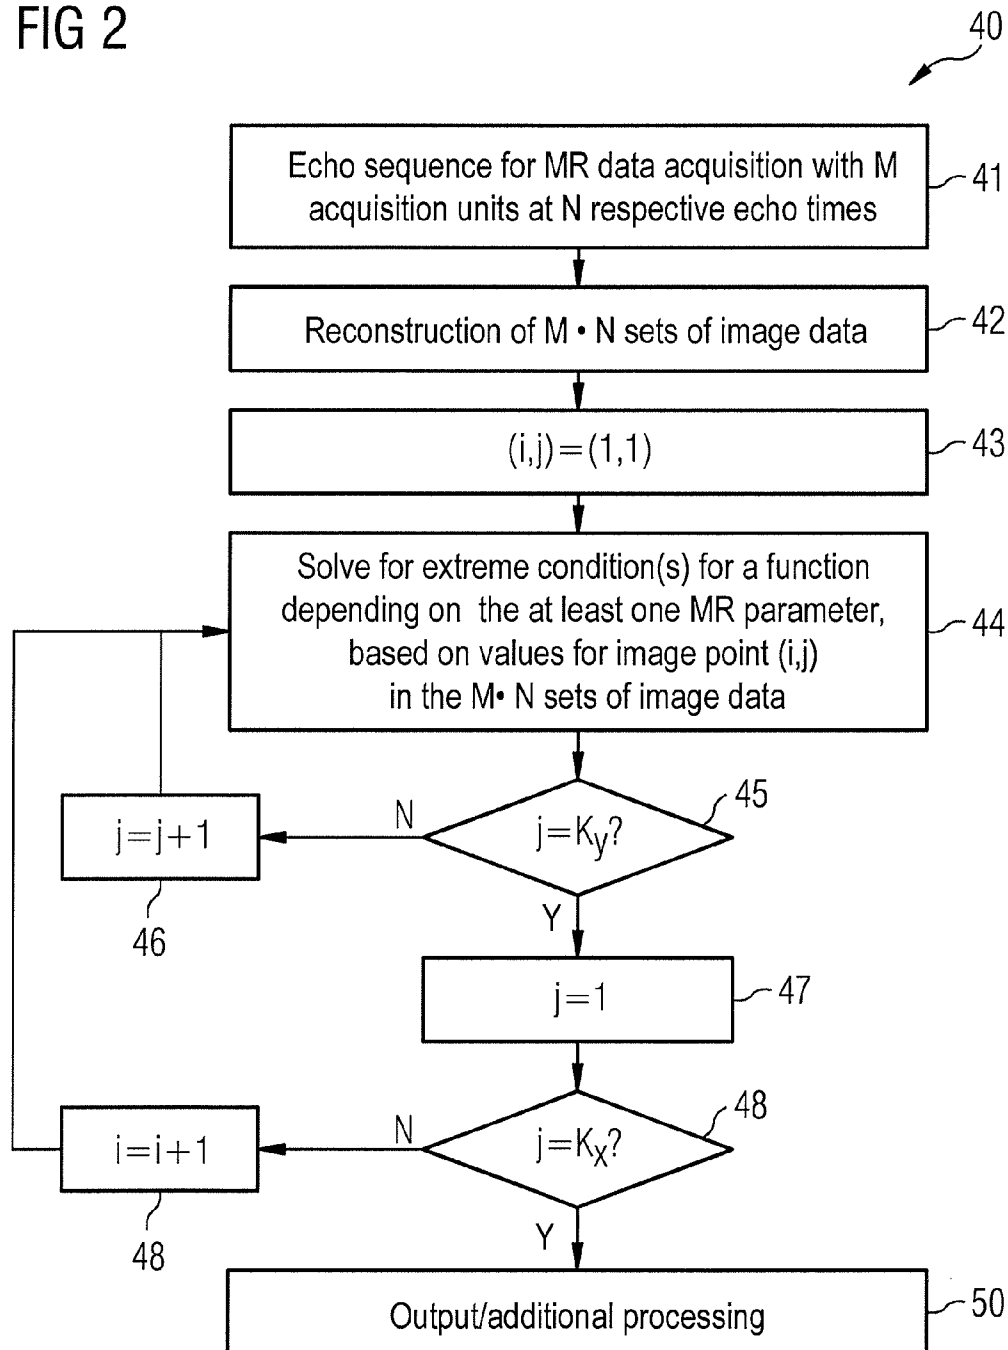 FIG 2
40
Echo sequence for MR data acquisition with M
acquisition units at N respective echo times
41
Reconstruction of M • N sets of image data
42
(i,j)=(1,1)
43
Solve for extreme condition(s) for a function
depending on the at least one MR parameter,
based on values for image point (i,j)
in the M• N sets of image data
44
j=Ky?
45
N
j=j+1
46
Y
j=1
47
j=Kx?
48
N
i=i+1
48
Y
Output/additional processing
50